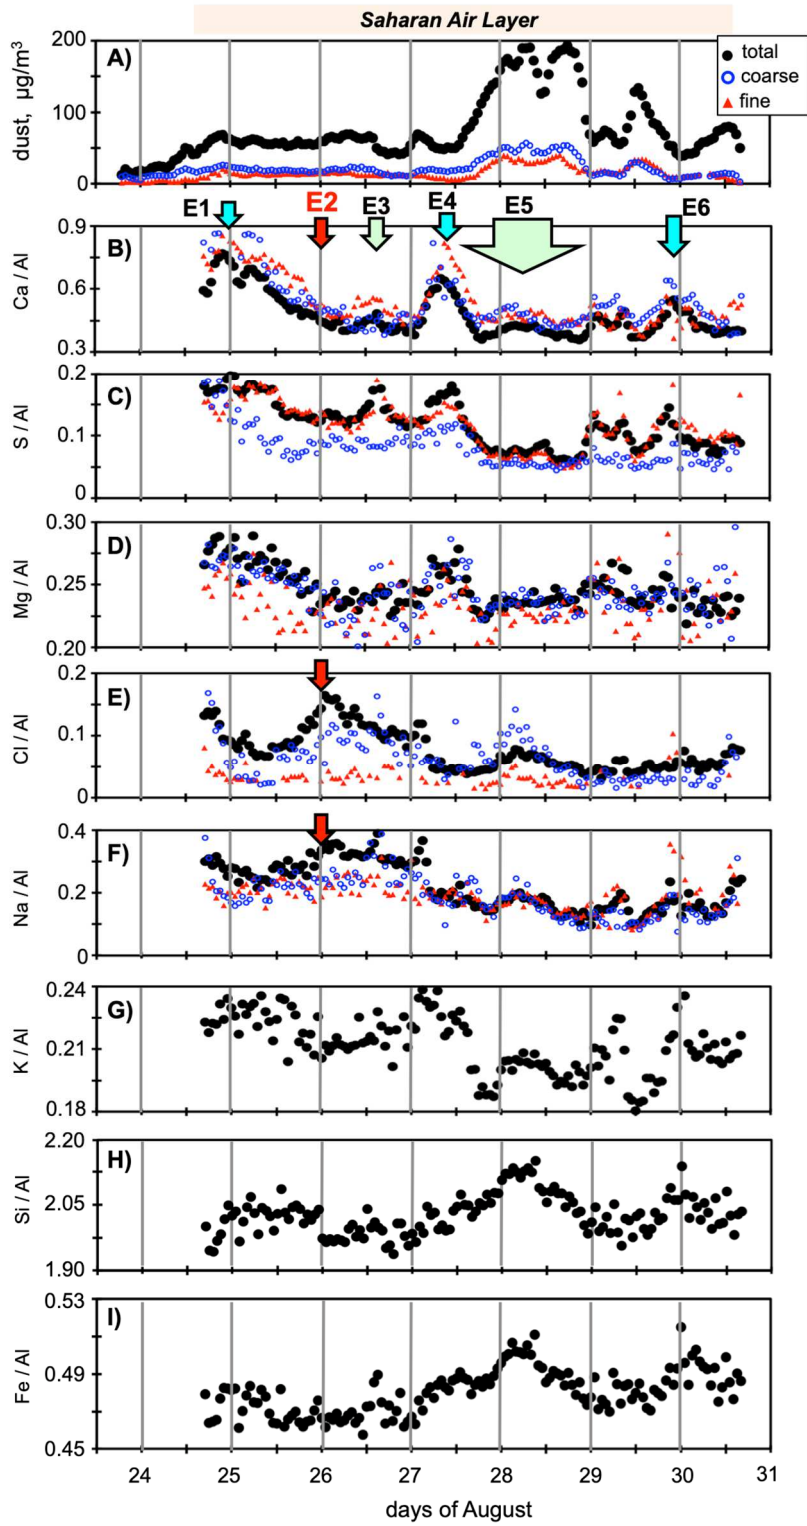 Saharan Air Layer
A)
dust, µg/m³
200
100
0
total
coarse
fine
E1
E2
E3
E4
E5
E6
B)
Ca / Al
0.9
0.6
0.3
C)
S / Al
0.2
0.1
0
D)
Mg / Al
0.30
0.25
0.20
E)
Cl / Al
0.2
0.1
0
F)
Na / Al
0.4
0.2
0
G)
K / Al
0.24
0.21
0.18
H)
Si / Al
2.20
2.05
1.90
I)
Fe / Al
0.53
0.49
0.45
24 25 26 27 28 29 30 31
days of August